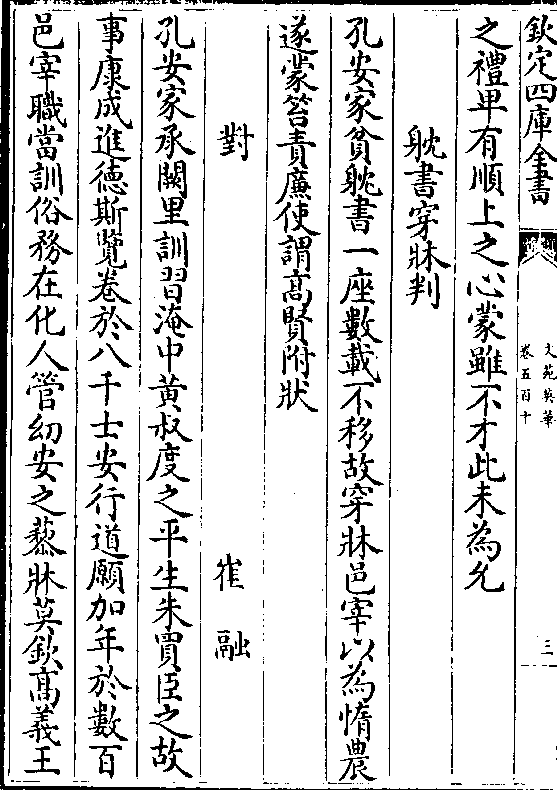 欽定四庫全書
文苑英華
卷五百十
三
之禮卑有順上之心蒙雖不才此未為允
躭書穿牀判
孔安家貧躭書一座數載不移故穿牀邑宰以為惰農
遂蒙笞責廉使謂高賢附狀
對
崔融
孔安家承闕里訓習淹中黄叔度之平生朱買臣之故
事康成進德斯覽卷於八千士安行道願加年於數百
邑宰職當訓俗務在化人管幼安之藜牀莫欽高義王